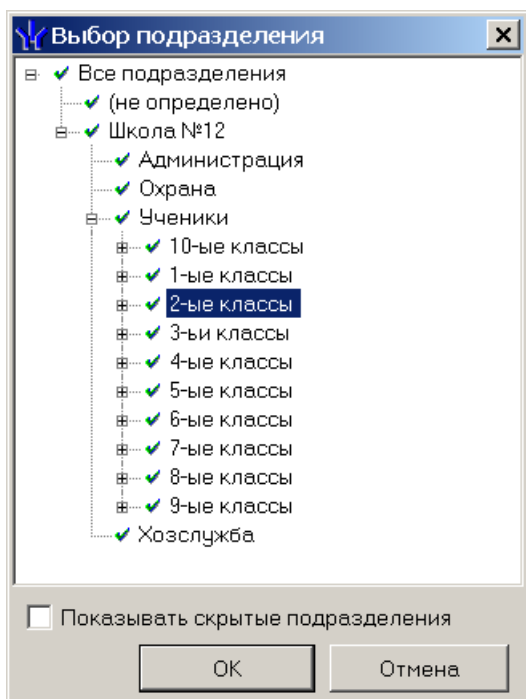 Выбор подразделения
Все подразделения
(не определено)
Школа №12
Администрация
Охрана
Ученики
10-ые классы
1-ые классы
2-ые классы
3-ьи классы
4-ые классы
5-ые классы
6-ые классы
7-ые классы
8-ые классы
9-ые классы
Хозслужба
Показывать скрытые подразделения
ОК Отмена